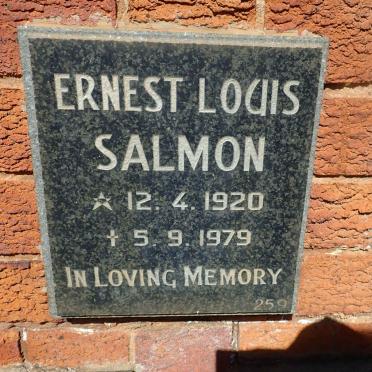 ERNEST LOUIS
SALMON
☆ 12. 4. 1920
† 5. 9. 1979
IN LOVING MEMORY
259